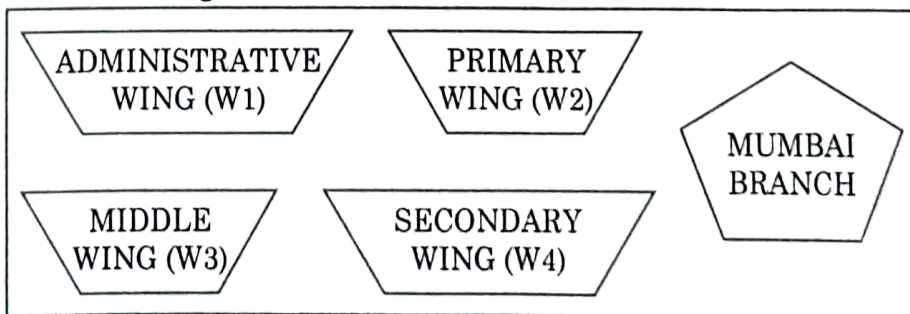 ADMINISTRATIVE
WING (W1)
PRIMARY
WING (W2)
MUMBAI
BRANCH
MIDDLE
WING (W3)
SECONDARY
WING (W4)